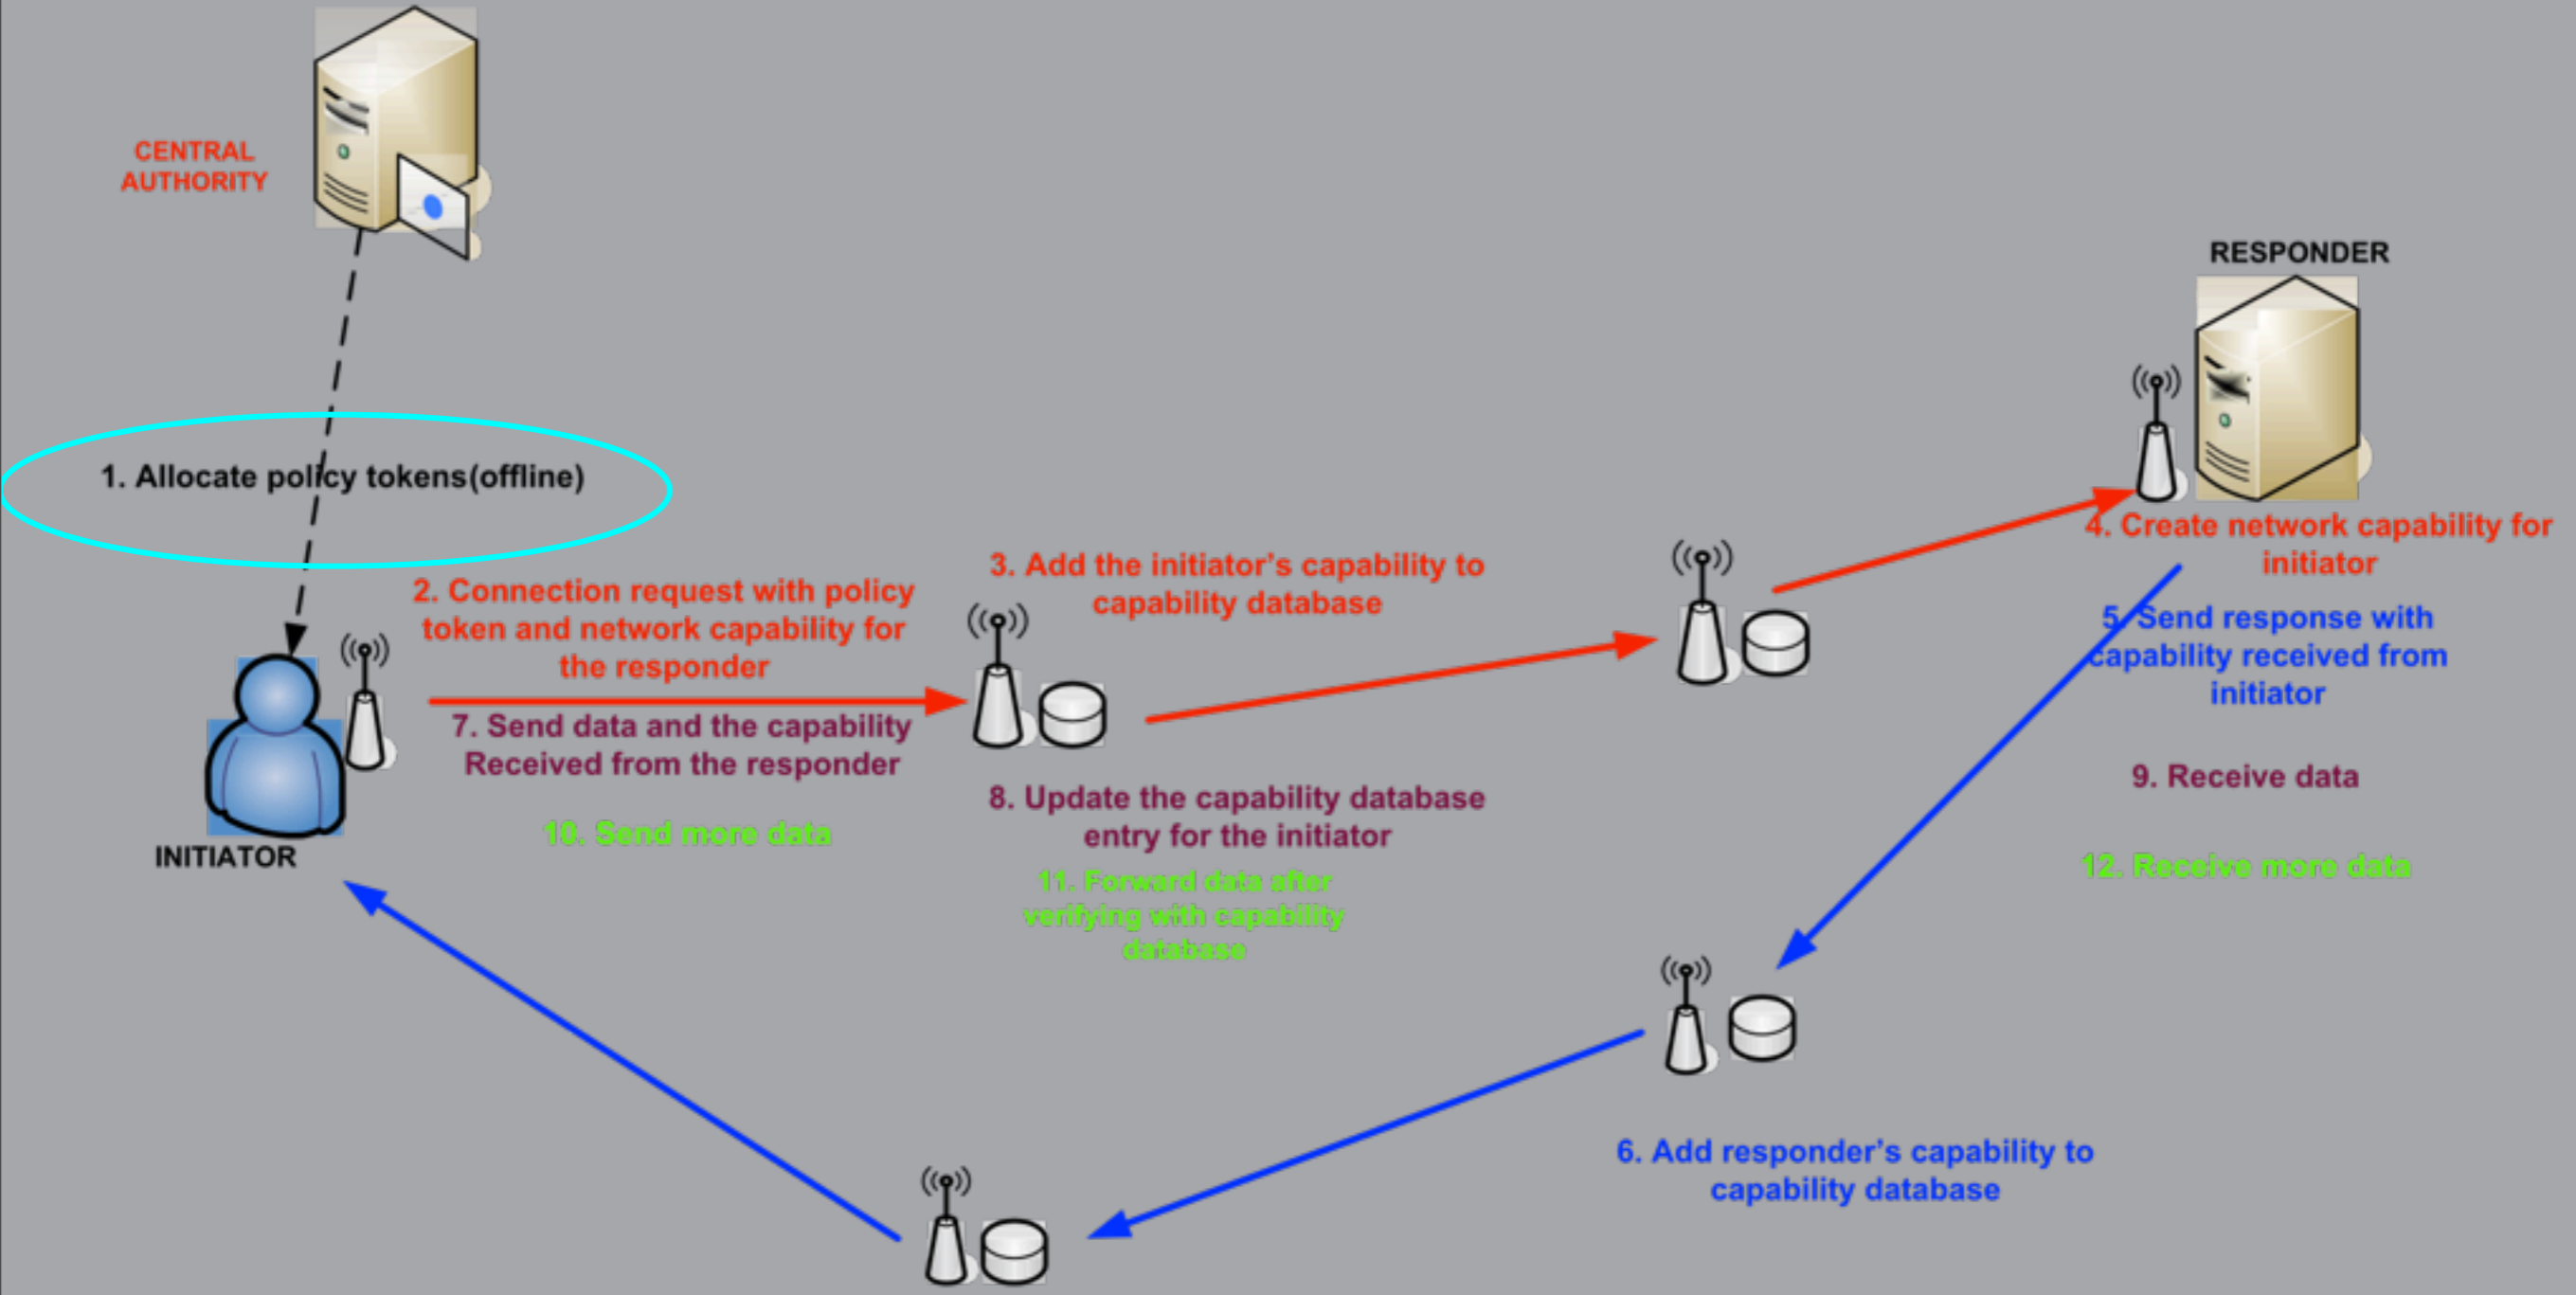 CENTRAL
AUTHORITY
RESPONDER
1. Allocate policy tokens(offline)
2. Connection request with policy
token and network capability for
the responder
3. Add the initiator's capability to
capability database
4. Create network capability for
initiator
5. Send response with
capability received from
initiator
7. Send data and the capability
Received from the responder
8. Update the capability database
entry for the initiator
9. Receive data
10. Send more data
INITIATOR
11. Forward data after
verifying with capability
database
12. Receive more data
6. Add responder's capability to
capability database